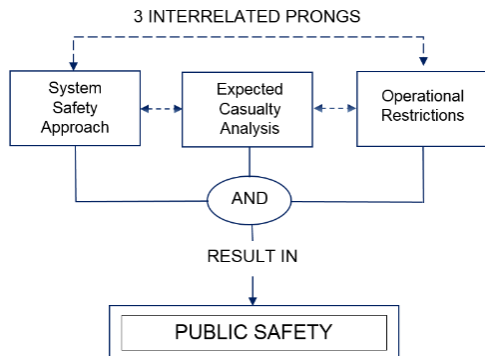 3 INTERRELATED PRONGS
System
Safety
Approach
Expected
Casualty
Analysis
Operational
Restrictions
AND
RESULT IN
PUBLIC SAFETY